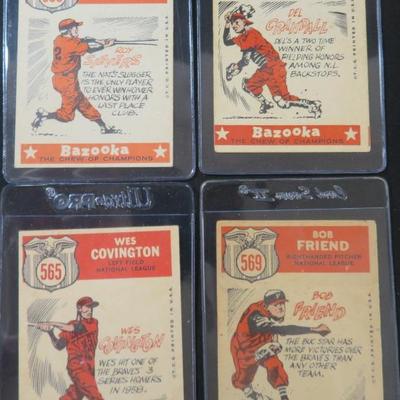 ROY
SIEVERS
THE NATS' SLUGGER
IS THE ONLY PLAYER
TO EVER WIN HOMER
HONORS WITH A
LAST PLACE
CLUB.
Bazooka
THE CHEW OF CHAMPIONS
DEL
CRANDALL
DEL'S A TWO TIME
WINNER OF
FIELDING HONORS
AMONG N.L.
BACKSTOPS.
Bazooka
THE CHEW OF CHAMPIONS
565
WES
COVINGTON
LEFT FIELD
NATIONAL LEAGUE
WES
COVINGTON
WES HIT ONE OF
THE BRAVES' 3
SERIES HOMERS
IN 1958.
©T.C.G. PRINTED IN U.S.A.
569
BOB
FRIEND
RIGHTHANDED PITCHER
NATIONAL LEAGUE
BOB
FRIEND
THE BUC STAR HAS
MORE VICTORIES OVER
THE BRAVES THAN
ANY OTHER
TEAM.
©T.C.G. PRINTED IN U.S.A.